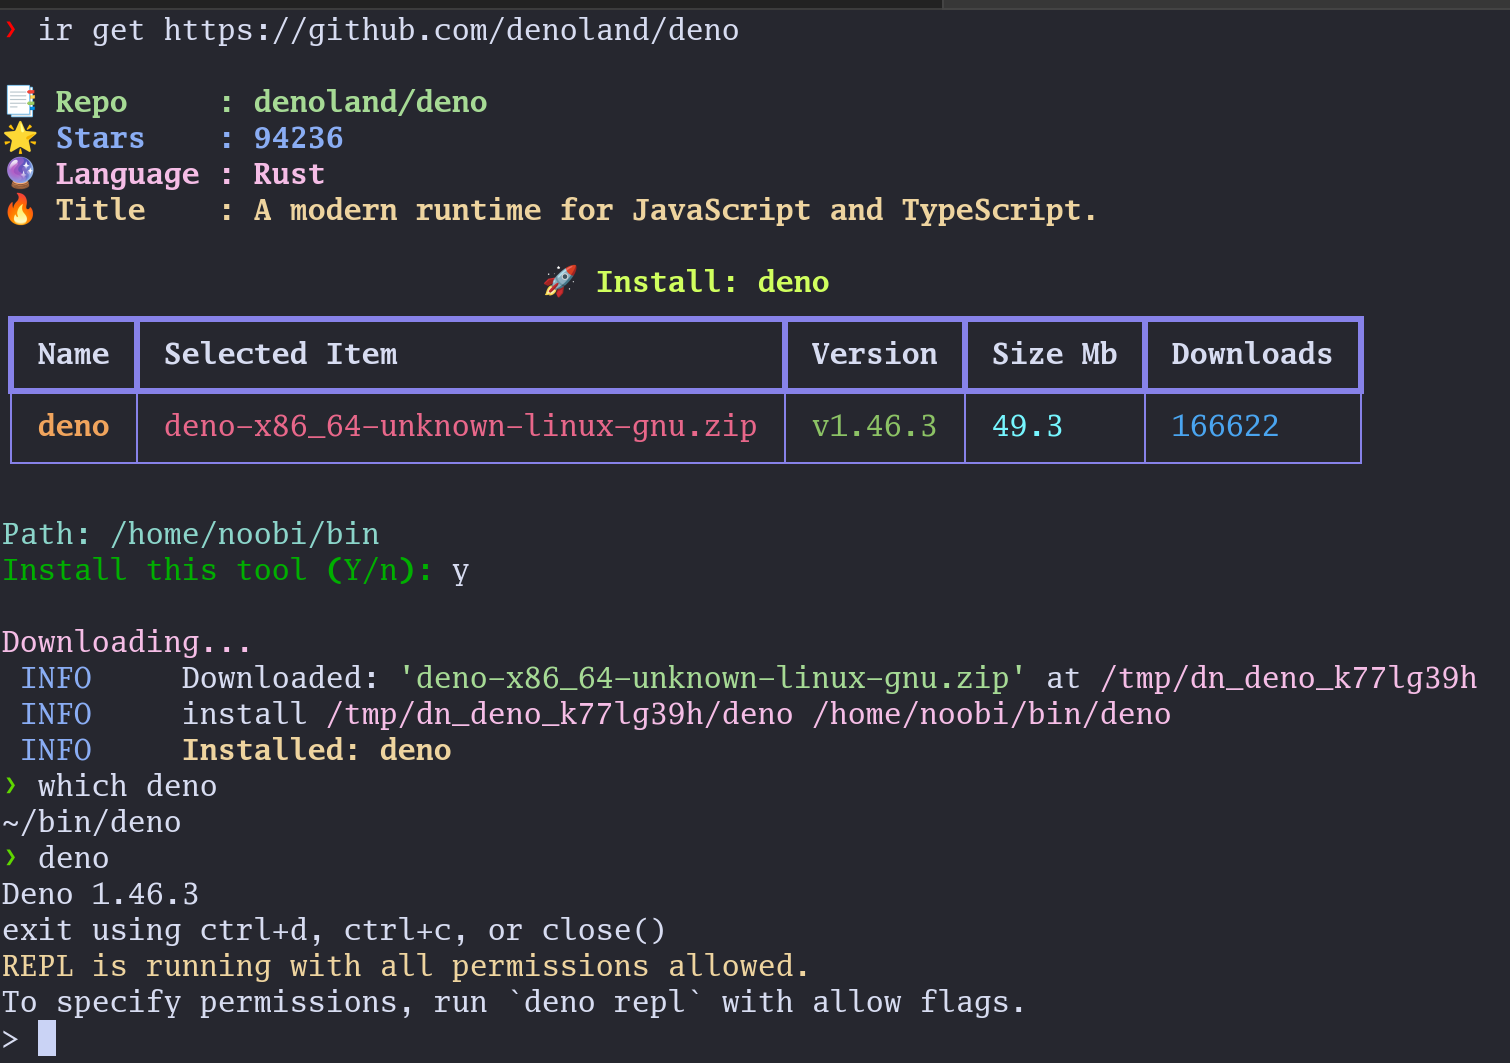 ❯ ir get https://github.com/denoland/deno
📑 Repo     : denoland/deno
🌟 Stars    : 94236
🔮 Language : Rust
🔥 Title    : A modern runtime for JavaScript and TypeScript.
🚀 Install: deno
Name Selected Item Version Size Mb Downloads
deno deno-x86_64-unknown-linux-gnu.zip v1.46.3 49.3 166622
Path: /home/noobi/bin
Install this tool (Y/n): y
Downloading...
INFO     Downloaded: 'deno-x86_64-unknown-linux-gnu.zip' at /tmp/dn_deno_k77lg39h
INFO     install /tmp/dn_deno_k77lg39h/deno /home/noobi/bin/deno
INFO     Installed: deno
❯ which deno
~/bin/deno
❯ deno
Deno 1.46.3
exit using ctrl+d, ctrl+c, or close()
REPL is running with all permissions allowed.
To specify permissions, run `deno repl` with allow flags.
>